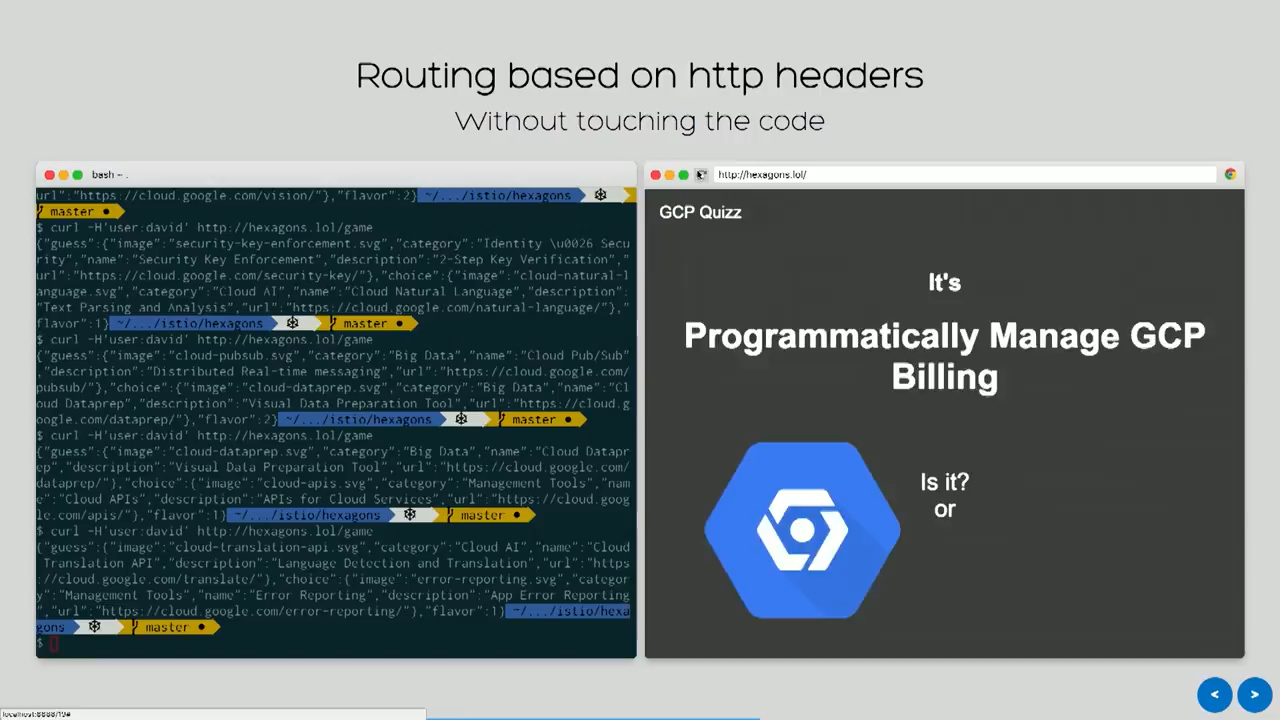 Routing based on http headers
Without touching the code
bash ~ .
url":"https://cloud.google.com/vision/"},"flavor":2} ~/.../istio/hexagons
master ●
$ curl -H'user:david' http://hexagons.lol/game
{"guess":{"image":"security-key-enforcement.svg","category":"Identity \u0026 Secu
rity","name":"Security Key Enforcement","description":"2-Step Key Verification","
url":"https://cloud.google.com/security-key/"},"choice":{"image":"cloud-natural-l
anguage.svg","category":"Cloud AI","name":"Cloud Natural Language","description":
"Text Parsing and Analysis","url":"https://cloud.google.com/natural-language/"},"
flavor":1} ~/.../istio/hexagons master ●
$ curl -H'user:david' http://hexagons.lol/game
{"guess":{"image":"cloud-pubsub.svg","category":"Big Data","name":"Cloud Pub/Sub"
,"description":"Distributed Real-time messaging","url":"https://cloud.google.com/
pubsub/"},"choice":{"image":"cloud-dataprep.svg","category":"Big Data","name":"Cl
oud Dataprep","description":"Visual Data Preparation Tool","url":"https://cloud.g
oogle.com/dataprep/"},"flavor":2} ~/.../istio/hexagons master ●
$ curl -H'user:david' http://hexagons.lol/game
{"guess":{"image":"cloud-dataprep.svg","category":"Big Data","name":"Cloud Datapr
ep","description":"Visual Data Preparation Tool","url":"https://cloud.google.com/
dataprep/"},"choice":{"image":"cloud-apis.svg","category":"Management Tools","nam
e":"Cloud APIs","description":"APIs for Cloud Services","url":"https://cloud.goog
le.com/apis/"},"flavor":1} ~/.../istio/hexagons master ●
$ curl -H'user:david' http://hexagons.lol/game
{"guess":{"image":"cloud-translation-api.svg","category":"Cloud AI","name":"Cloud
Translation API","description":"Language Detection and Translation","url":"https:
//cloud.google.com/translate/"},"choice":{"image":"error-reporting.svg","categor
y":"Management Tools","name":"Error Reporting","description":"App Error Reporting
","url":"https://cloud.google.com/error-reporting/"},"flavor":1} ~/.../istio/hexa
gons master ●
$
http://hexagons.lol/
GCP Quizz
It's
Programmatically Manage GCP
Billing
Is it?
or
< >
localhost:8888/19#